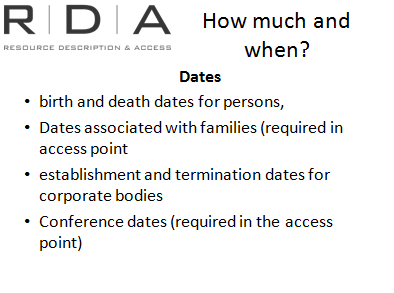 R|D|A
RESOURCE DESCRIPTION & ACCESS
How much and
when?
Dates
• birth and death dates for persons,
• Dates associated with families (required in
access point
• establishment and termination dates for
corporate bodies
• Conference dates (required in the access
point)